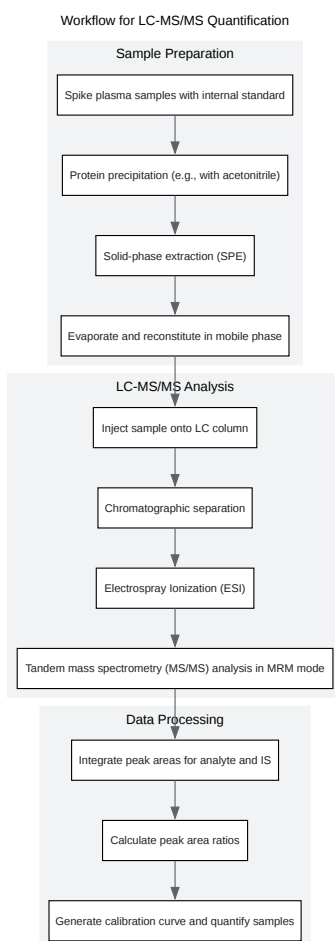 Workflow for LC-MS/MS Quantification
Sample Preparation
Spike plasma samples with internal standard
Protein precipitation (e.g., with acetonitrile)
Solid-phase extraction (SPE)
Evaporate and reconstitute in mobile phase
LC-MS/MS Analysis
Inject sample onto LC column
Chromatographic separation
Electrospray Ionization (ESI)
Tandem mass spectrometry (MS/MS) analysis in MRM mode
Data Processing
Integrate peak areas for analyte and IS
Calculate peak area ratios
Generate calibration curve and quantify samples